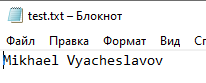 test.txt – Блокнот
Файл Правка Формат Вид
Mikhael Vyacheslavov